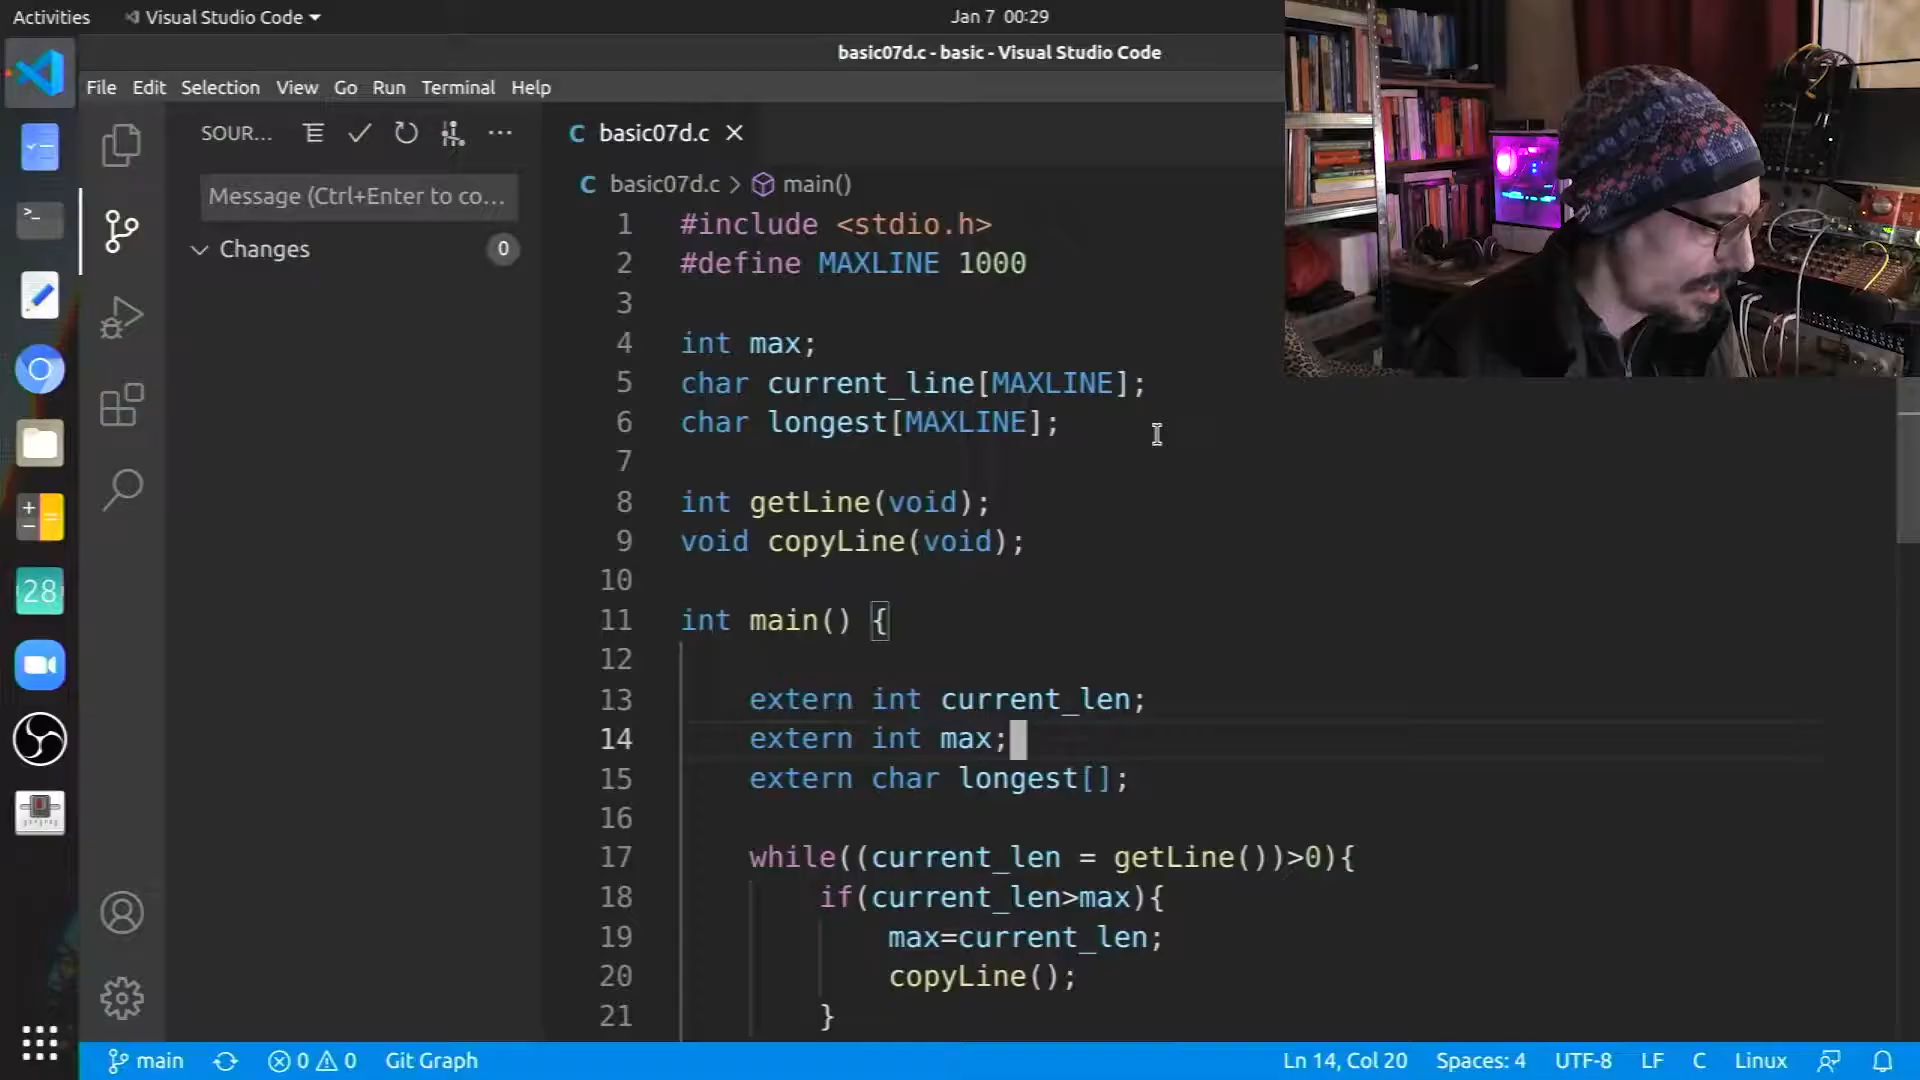 Activities Visual Studio Code Jan 7 00:29
basic07d.c - basic - Visual Studio Code
File Edit Selection View Go Run Terminal Help
SOUR...
Message (Ctrl+Enter to co...
Changes 0
basic07d.c
basic07d.c > main()
1 #include <stdio.h>
2 #define MAXLINE 1000
3
4 int max;
5 char current_line[MAXLINE];
6 char longest[MAXLINE];
7
8 int getLine(void);
9 void copyLine(void);
10
11 int main() {
12
13 extern int current_len;
14 extern int max;
15 extern char longest[];
16
17 while((current_len = getLine())>0){
18 if(current_len>max){
19 max=current_len;
20 copyLine();
21 }
28
main 0 0 Git Graph Ln 14, Col 20 Spaces: 4 UTF-8 LF C Linux